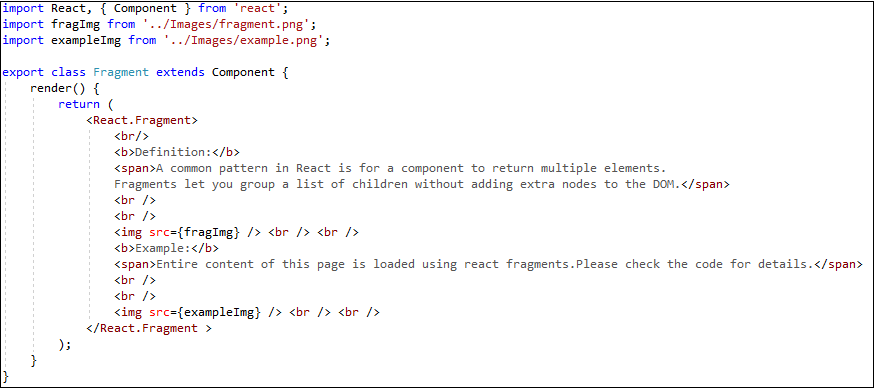 import React, { Component } from 'react';
import fragImg from '../Images/fragment.png';
import exampleImg from '../Images/example.png';

export class Fragment extends Component {
    render() {
        return (
            <React.Fragment>
                <br/>
                <b>Definition:</b>
                <span>A common pattern in React is for a component to return multiple elements.
                Fragments let you group a list of children without adding extra nodes to the DOM.</span>
                <br />
                <br />
                <img src={fragImg} /> <br /> <br />
                <b>Example:</b>
                <span>Entire content of this page is loaded using react fragments.Please check the code for details.</span>
                <br />
                <br />
                <img src={exampleImg} /> <br /> <br />
            </React.Fragment >
        );
    }
}